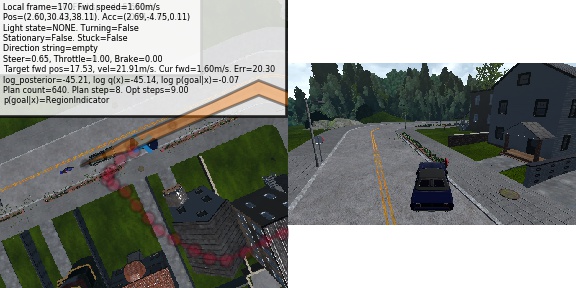 Local frame=170: Fwd.speed=1.60m/s
Pos=(2.60,30.43,38.11). Acc=(2.69,-4.75,0.11)
Light state=NONE. Turning=False
Stationary=False. Stuck=False
Direction string=empty
Steer=0.65, Throttle=1.00, Brake=0.00
Target fwd pos=17.53, vel=21.91m/s. Cur fwd=1.60m/s. Err=20.30
log_posterior=-45.21, log q(x)=-45.14, log p(goal|x)=-0.07
Plan count=640. Plan step=8. Opt steps=9.00
p(goal|x)=RegionIndicator